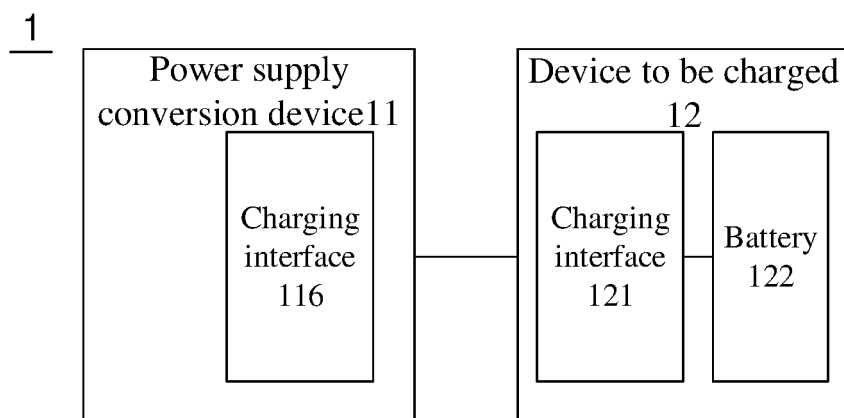 1
Power supply
conversion device11
Charging
interface
116
Device to be charged
12
Charging
interface
121
Battery
122